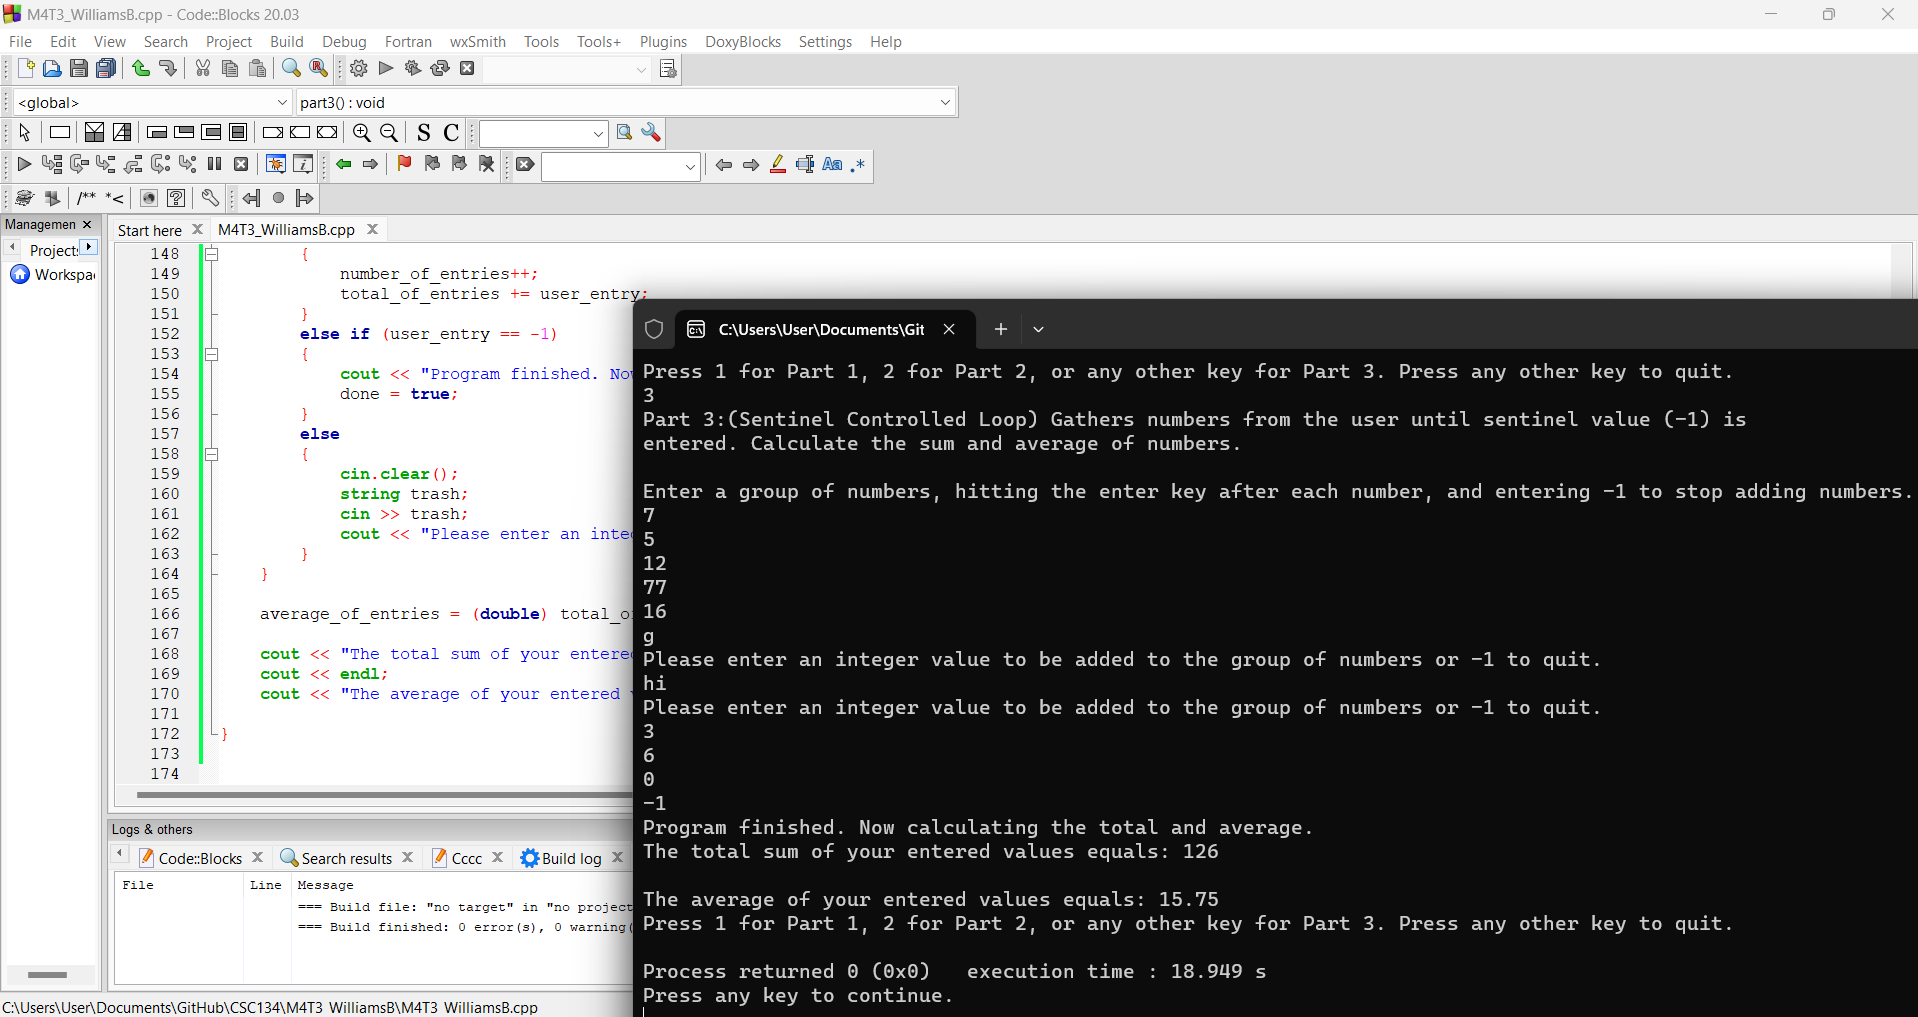 M4T3_WilliamsB.cpp - Code::Blocks 20.03
File Edit View Search Project Build Debug Fortran wxSmith Tools Tools+ Plugins DoxyBlocks Settings Help
<global> part3() : void
S C
Aa .*
/** *<
Managemen
Start here M4T3_WilliamsB.cpp
Projects
Workspa
148 {
149 number_of_entries++;
150 total_of_entries += user_entry;
151 }
152 else if (user_entry == -1)
153 {
154 cout << "Program finished. No
155 done = true;
156 }
157 else
158 {
159 cin.clear();
160 string trash;
161 cin >> trash;
162 cout << "Please enter an inte
163 }
164 }
165
166 average_of_entries = (double) total_o
167
168 cout << "The total sum of your entere
169 cout << endl;
170 cout << "The average of your entered
171
172 }
173
174
Logs & others
Code::Blocks Search results Cccc Build log
File Line Message
=== Build file: "no target" in "no project
=== Build finished: 0 error(s), 0 warning(
C:\Users\User\Documents\GitHub\CSC134\M4T3_WilliamsB\M4T3_WilliamsB.cpp
C:\Users\User\Documents\Git
Press 1 for Part 1, 2 for Part 2, or any other key for Part 3. Press any other key to quit.
3
Part 3:(Sentinel Controlled Loop) Gathers numbers from the user until sentinel value (-1) is
entered. Calculate the sum and average of numbers.
Enter a group of numbers, hitting the enter key after each number, and entering -1 to stop adding numbers.
7
5
12
77
16
g
Please enter an integer value to be added to the group of numbers or -1 to quit.
hi
Please enter an integer value to be added to the group of numbers or -1 to quit.
3
6
0
-1
Program finished. Now calculating the total and average.
The total sum of your entered values equals: 126
The average of your entered values equals: 15.75
Press 1 for Part 1, 2 for Part 2, or any other key for Part 3. Press any other key to quit.
Process returned 0 (0x0) execution time : 18.949 s
Press any key to continue.